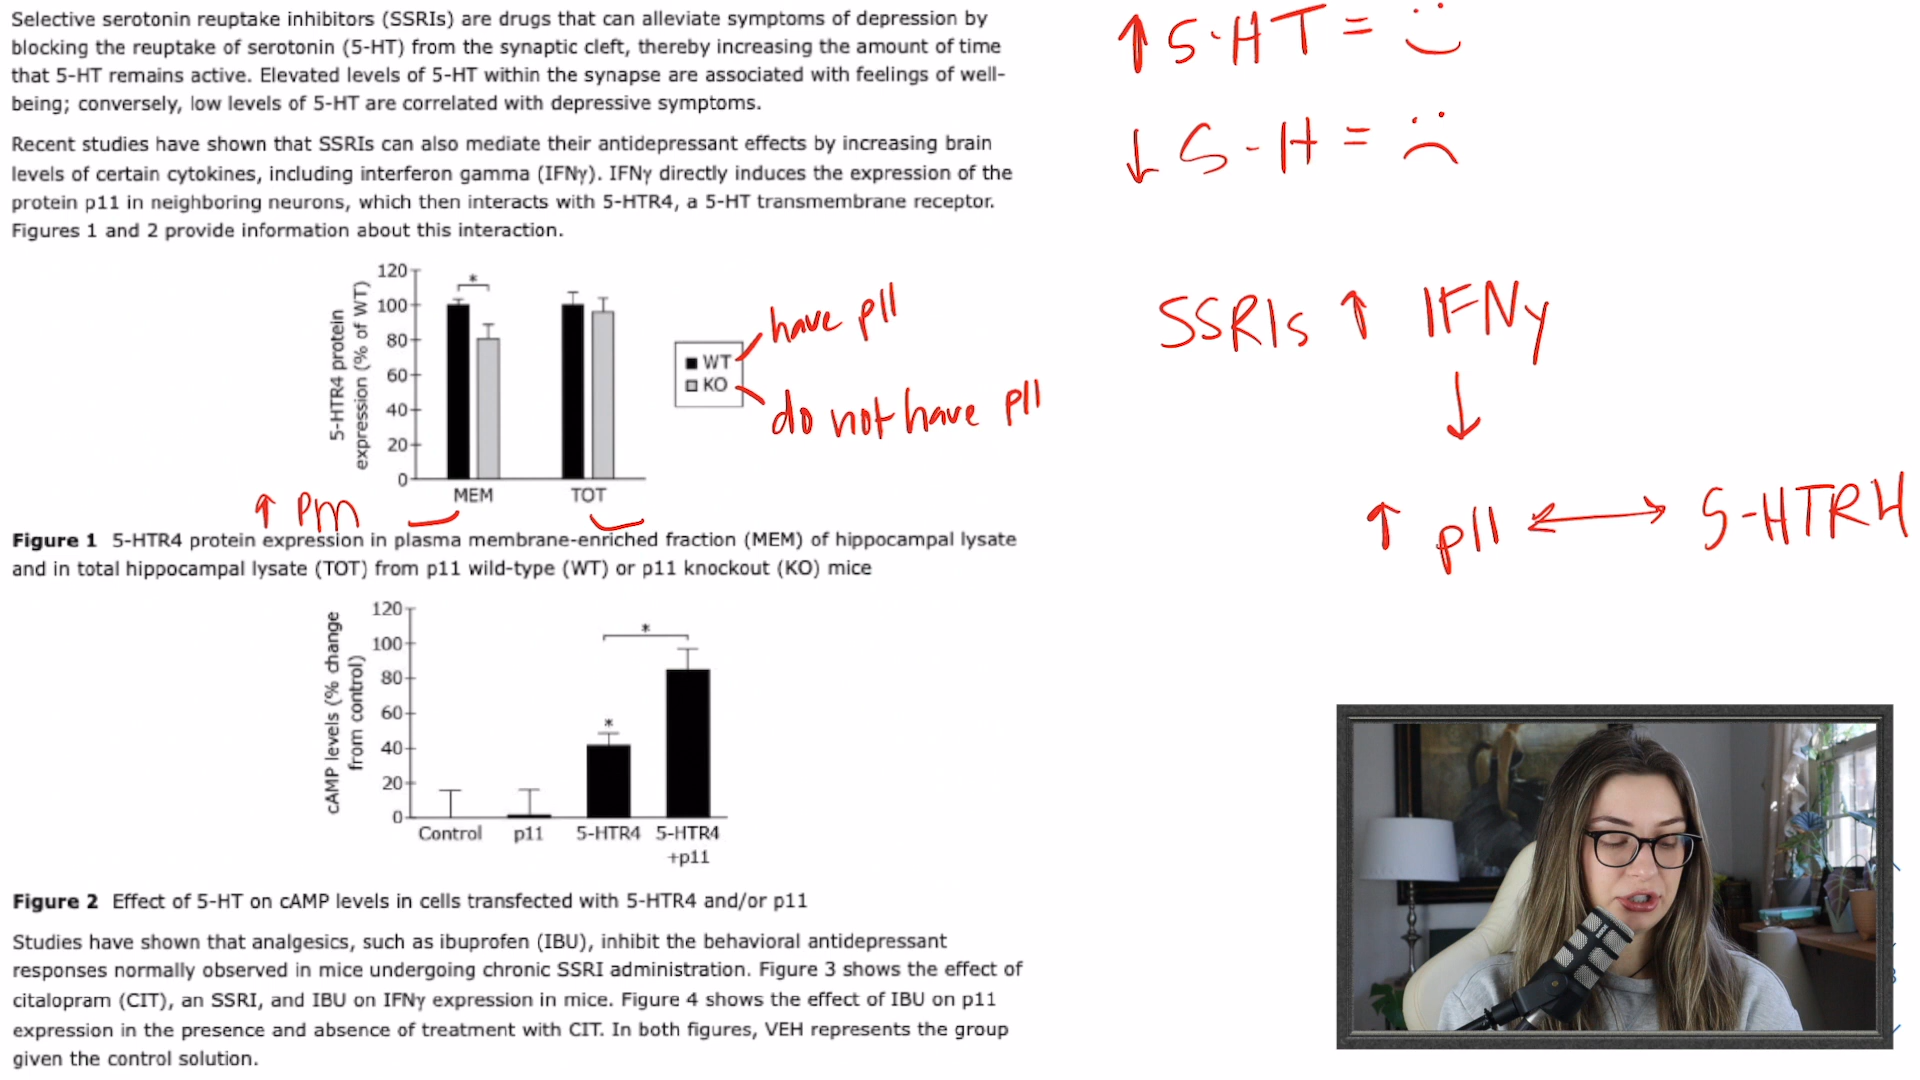 Selective serotonin reuptake inhibitors (SSRIs) are drugs that can alleviate symptoms of depression by
blocking the reuptake of serotonin (5-HT) from the synaptic cleft, thereby increasing the amount of time
that 5-HT remains active. Elevated levels of 5-HT within the synapse are associated with feelings of well-
being; conversely, low levels of 5-HT are correlated with depressive symptoms.
Recent studies have shown that SSRIs can also mediate their antidepressant effects by increasing brain
levels of certain cytokines, including interferon gamma (IFNγ). IFNγ directly induces the expression of the
protein p11 in neighboring neurons, which then interacts with 5-HTR4, a 5-HT transmembrane receptor.
Figures 1 and 2 provide information about this interaction.
↑ 5-HT = :)
↓ 5-H = :(
SSRIs ↑ IFNγ
↓
↑ p11 ↔ 5-HTR4
5-HTR4 protein
expression (% of WT)
120
100
80
60
40
20
0
*
MEM
TOT
WT
KO
have p11
do not have p11
↑ PM
Figure 1 5-HTR4 protein expression in plasma membrane-enriched fraction (MEM) of hippocampal lysate
and in total hippocampal lysate (TOT) from p11 wild-type (WT) or p11 knockout (KO) mice
cAMP levels (% change
from control)
120
100
80
60
40
20
0
*
*
Control
p11
5-HTR4
5-HTR4
+p11
Figure 2 Effect of 5-HT on cAMP levels in cells transfected with 5-HTR4 and/or p11
Studies have shown that analgesics, such as ibuprofen (IBU), inhibit the behavioral antidepressant
responses normally observed in mice undergoing chronic SSRI administration. Figure 3 shows the effect of
citalopram (CIT), an SSRI, and IBU on IFNγ expression in mice. Figure 4 shows the effect of IBU on p11
expression in the presence and absence of treatment with CIT. In both figures, VEH represents the group
given the control solution.